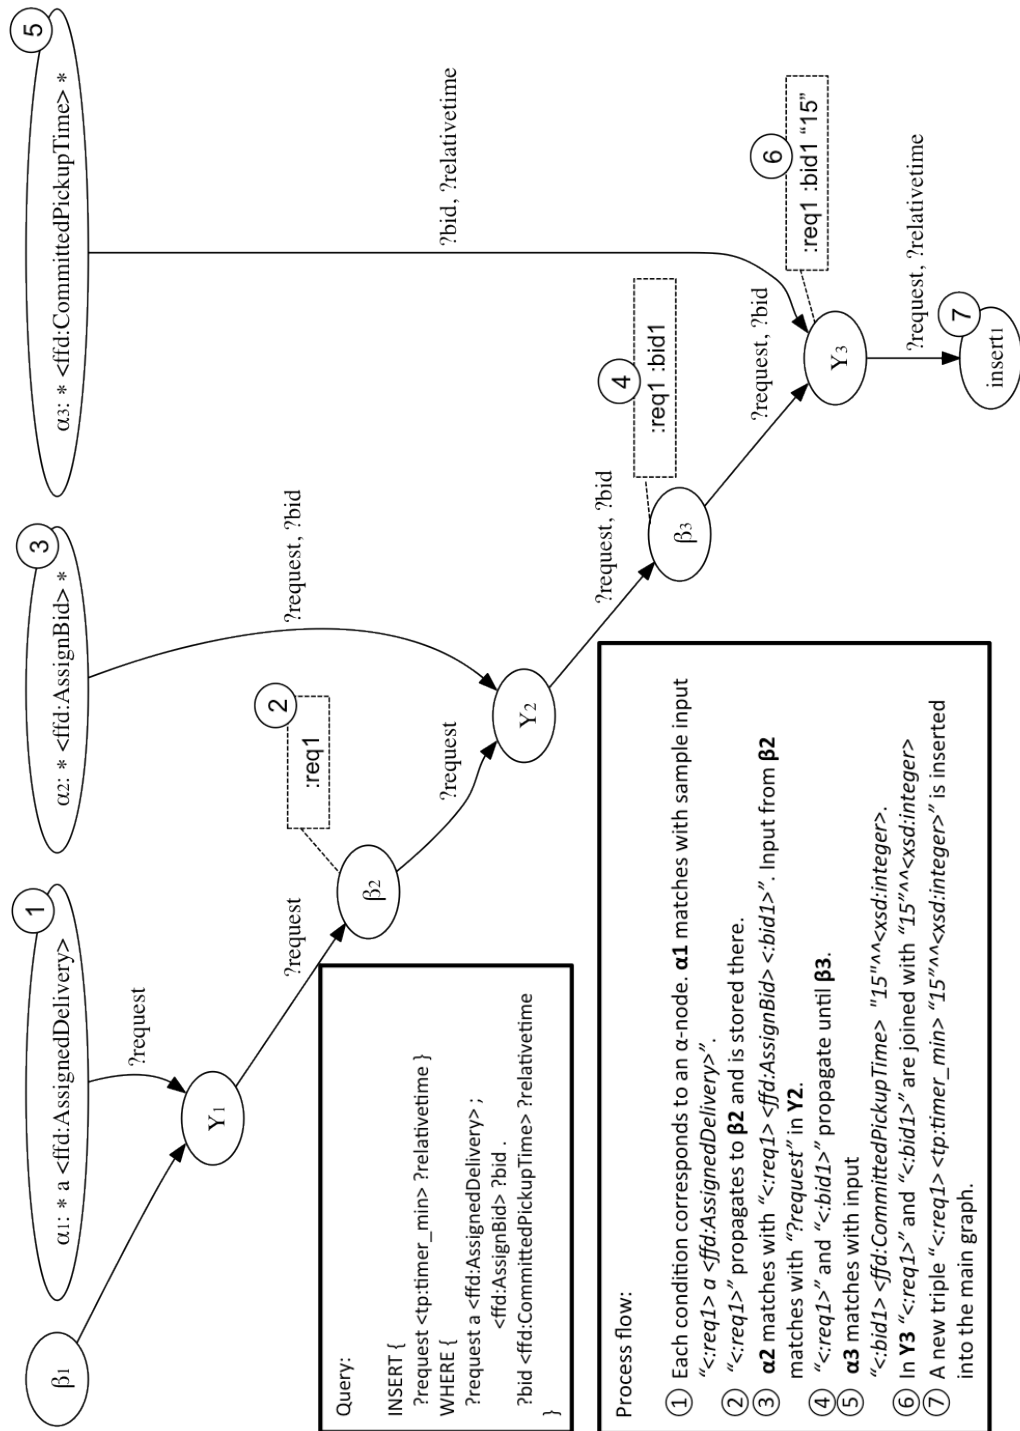 β1
α1: * a <ffd:AssignedDelivery>
1
α2: * <ffd:AssignBid> *
3
α3: * <ffd:CommittedPickupTime> *
5
?request
?request, ?bid
?bid, ?relativetime
Y1
?request
β2
:req1
2
?request
Y2
?request, ?bid
β3
:req1 :bid1
4
?request, ?bid
Y3
:req1 :bid1 “15”
6
?request, ?relativetime
insert1
7
Query:
INSERT {
?request <tp:timer_min> ?relativetime }
WHERE {
?request a <ffd:AssignedDelivery> ;
<ffd:AssignBid> ?bid .
?bid <ffd:CommittedPickupTime> ?relativetime
}
Process flow:
1 Each condition corresponds to an α-node. α1 matches with sample input
“<:req1> a <ffd:AssignedDelivery>”.
2 “<:req1>” propagates to β2 and is stored there.
3 α2 matches with “<:req1> <ffd:AssignBid> <:bid1>”. Input from β2
matches with “?request” in Y2.
4 “<:req1>” and “<:bid1>” propagate until β3.
5 α3 matches with input
“<:bid1> <ffd:CommittedPickupTime> "15"^^<xsd:integer>.
6 In Y3 “<:req1>” and “<:bid1>” are joined with “15”^^<xsd:integer>
7 A new triple “<:req1> <tp:timer_min> “15”^^<xsd:integer>” is inserted
into the main graph.